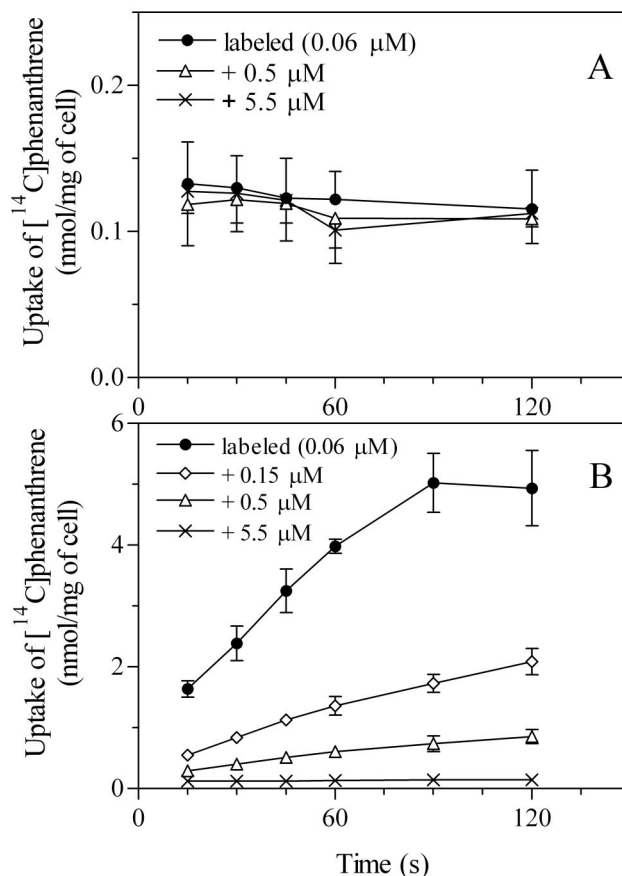 labeled (0.06 μM)
+ 0.5 μM
+ 5.5 μM
A
Uptake of [¹⁴C]phenanthrene
(nmol/mg of cell)
0.2
0.1
0.0
0
60
120
labeled (0.06 μM)
+ 0.15 μM
+ 0.5 μM
+ 5.5 μM
B
Uptake of [¹⁴C]phenanthrene
(nmol/mg of cell)
6
4
2
0
0
60
120
Time (s)